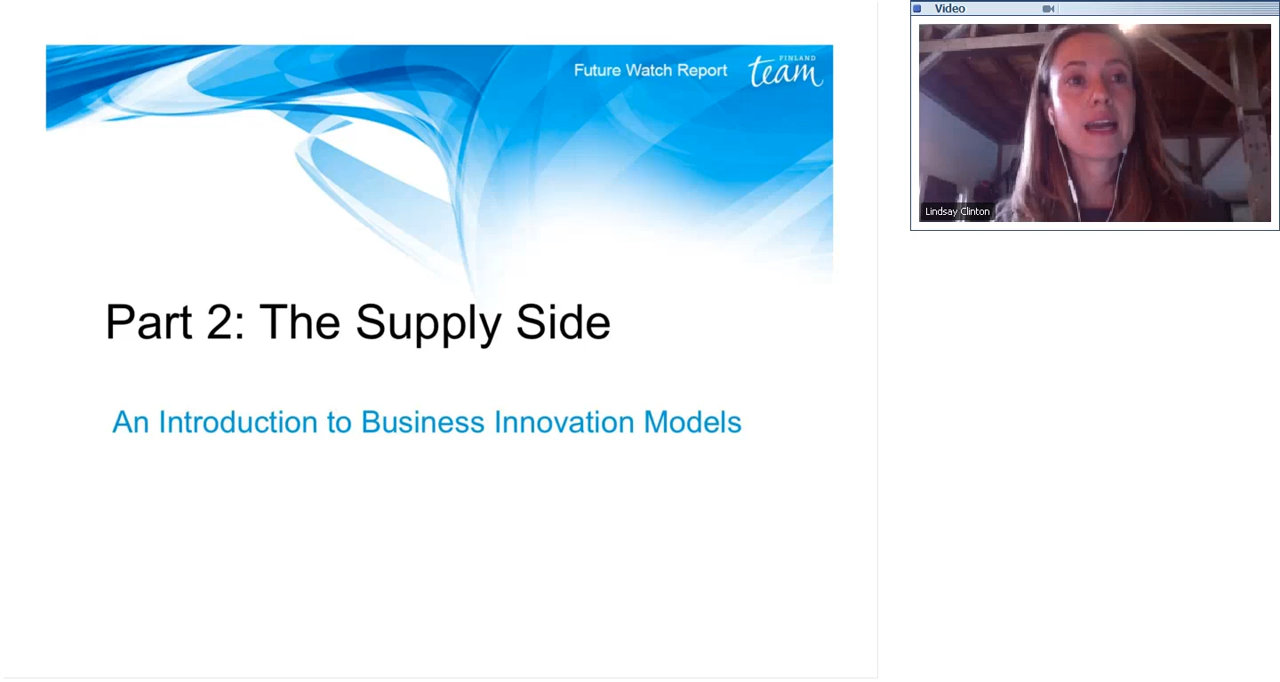 Future Watch Report
FINLAND
team
Part 2: The Supply Side
An Introduction to Business Innovation Models
Video
Lindsay Clinton